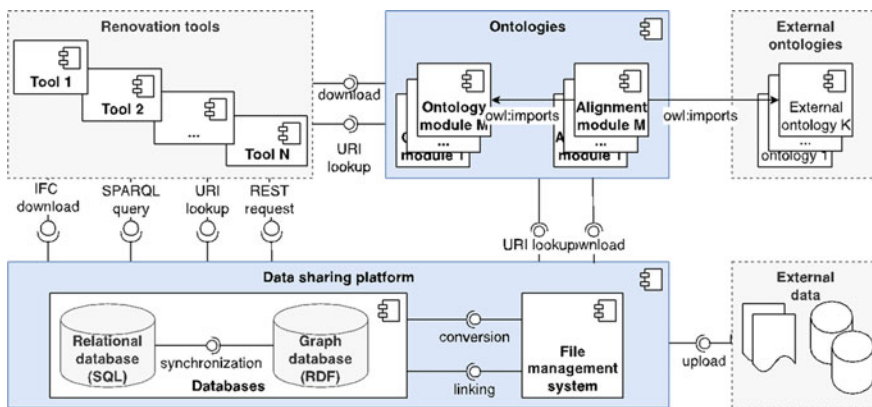 Renovation tools
Tool 1
Tool 2
...
Tool N
download
URI
lookup
Ontologies
Ontology
module M
...
module 1
owl:imports
Alignment
module M
...
module 1
owl:imports
External
ontologies
External
ontology K
...
ontology 1
IFC
download
SPARQL
query
URI
lookup
REST
request
URI lookup
wnload
Data sharing platform
Relational
database
(SQL)
synchronization
Graph
database
(RDF)
Databases
conversion
linking
File
management
system
upload
External
data